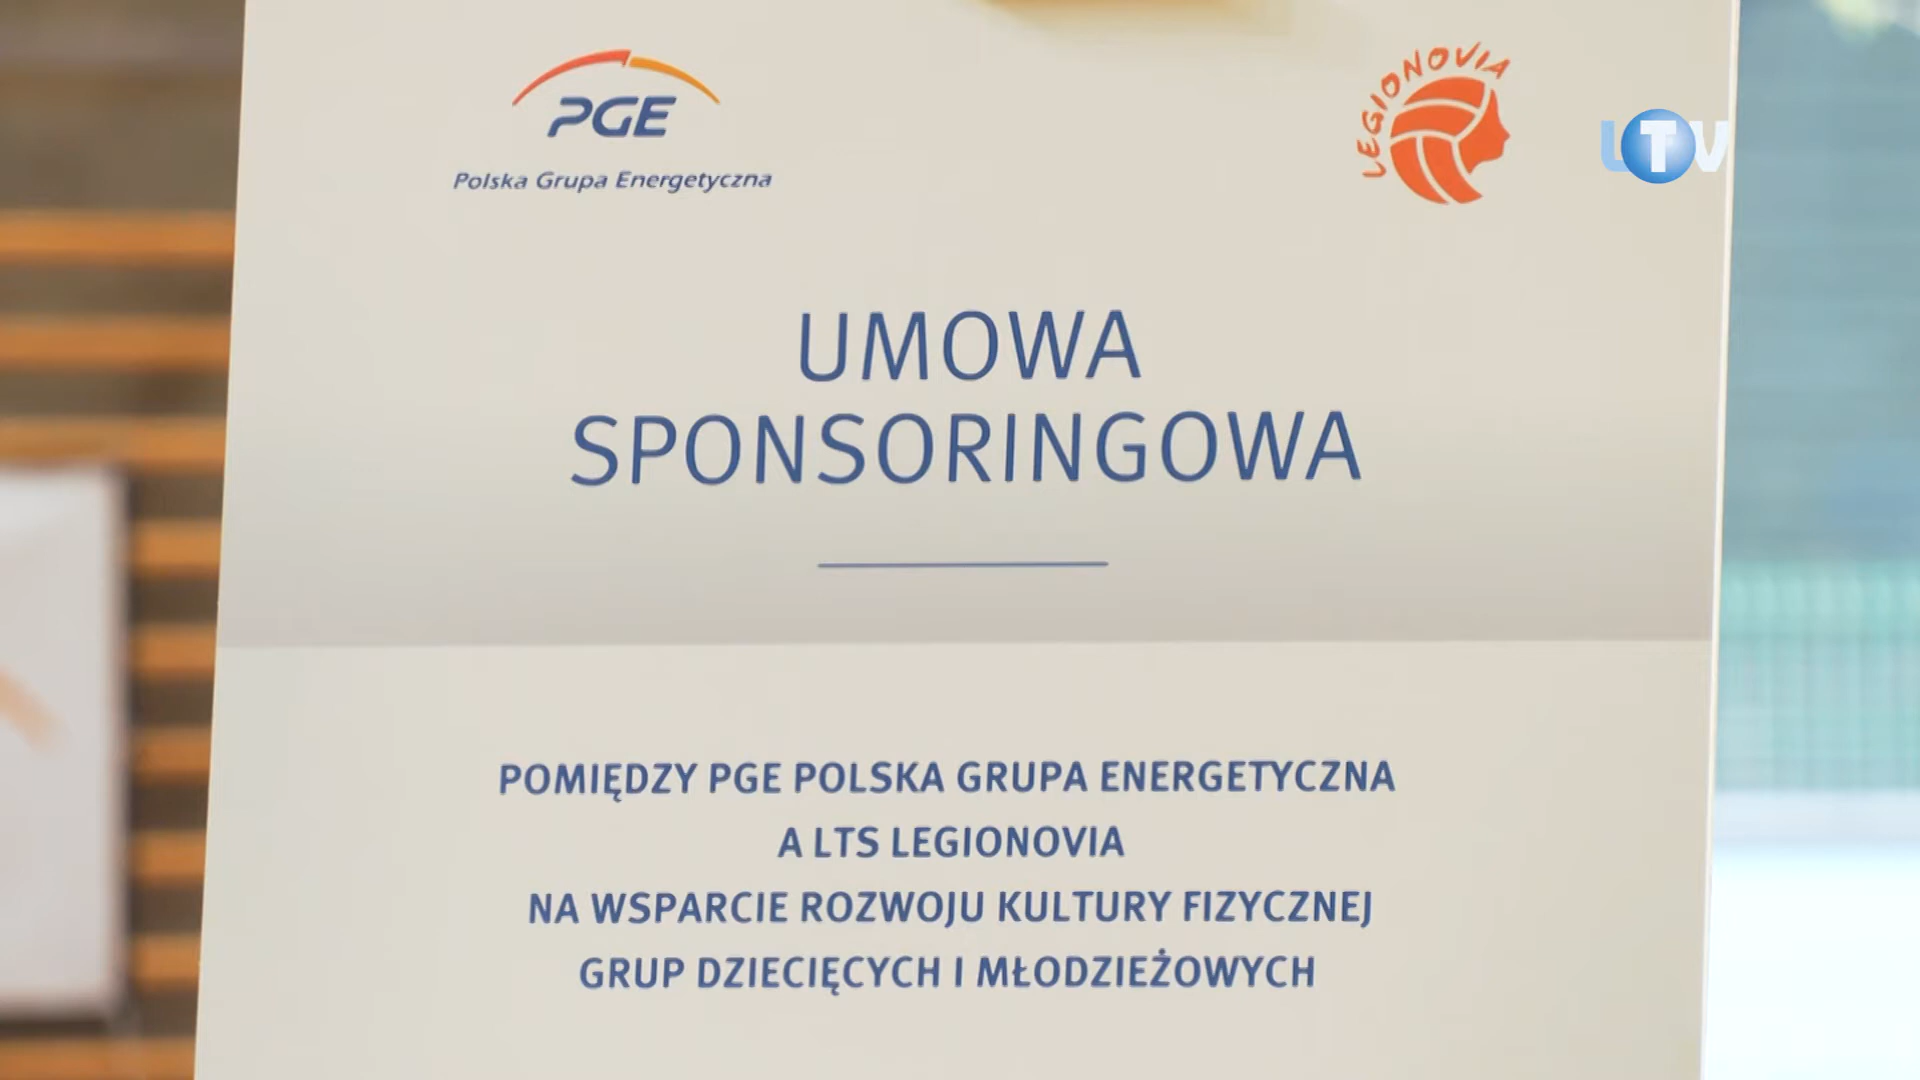 PGE
Polska Grupa Energetyczna
LEGIONOVIA
LTV
UMOWA
SPONSORINGOWA
POMIĘDZY PGE POLSKA GRUPA ENERGETYCZNA
A LTS LEGIONOVIA
NA WSPARCIE ROZWOJU KULTURY FIZYCZNEJ
GRUP DZIECIĘCYCH I MŁODZIEŻOWYCH